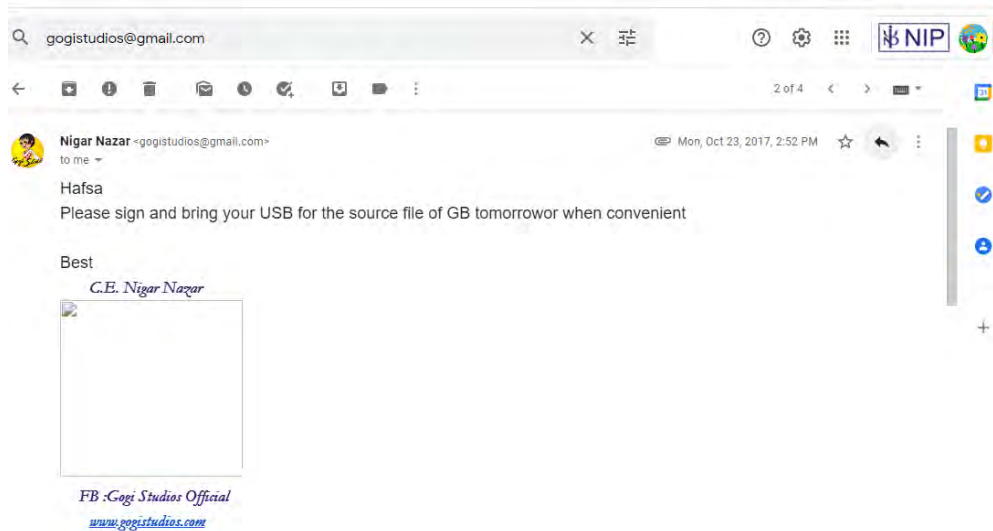 gogistudios@gmail.com
NIP
2 of 4
31
Nigar Nazar <gogistudios@gmail.com>
Mon, Oct 23, 2017, 2:52 PM
to me
Hafsa
Please sign and bring your USB for the source file of GB tomorrowor when convenient
Best
C.E. Nigar Nazar
FB :Gogi Studios Official
www.gogistudios.com